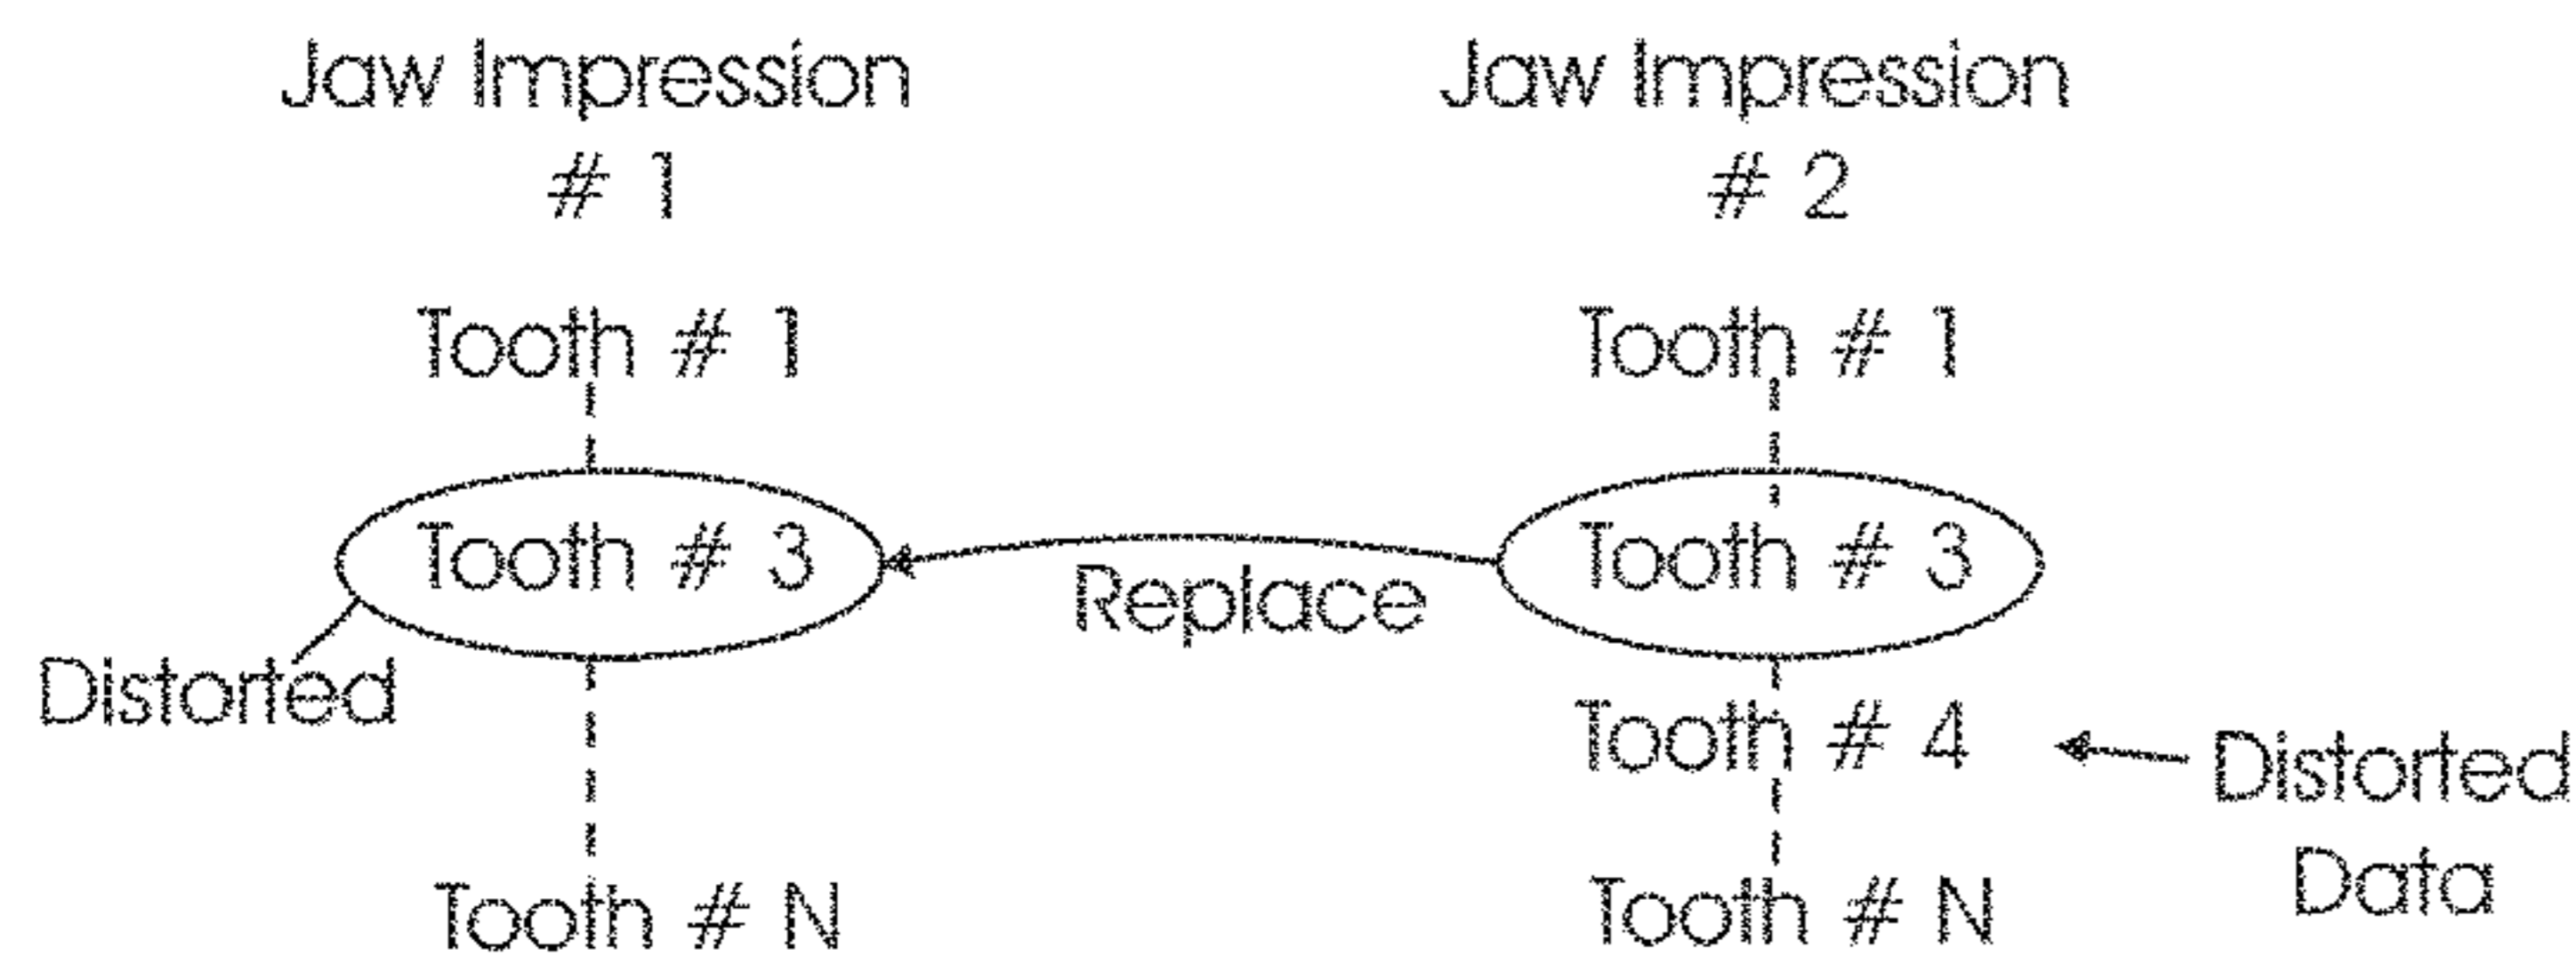 Jaw Impression
# 1
Jaw Impression
# 2
Tooth # 1
Tooth # 1
Tooth # 3
Replace
Tooth # 3
Distorted
Tooth # 4
Distorted
Data
Tooth # N
Tooth # N